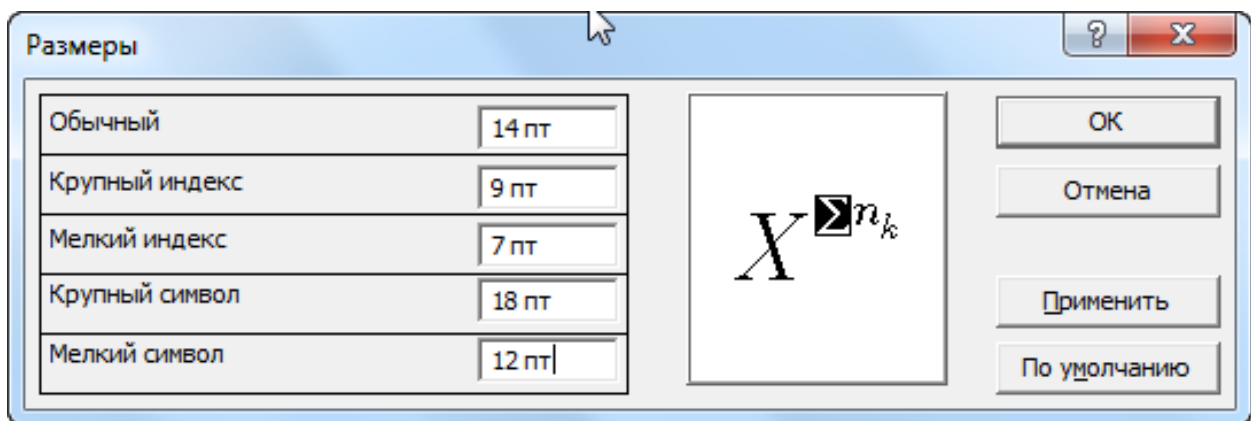 Размеры
Обычный 14 пт
Крупный индекс 9 пт
Мелкий индекс 7 пт
Крупный символ 18 пт
Мелкий символ 12 пт
X Σ n k
ОК
Отмена
Применить
По умолчанию